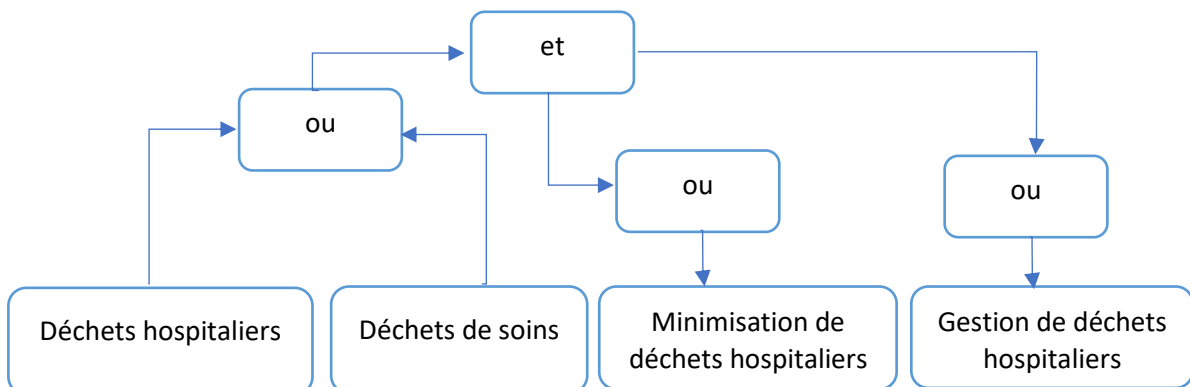 et
ou
ou
ou
Déchets hospitaliers
Déchets de soins
Minimisation de
déchets hospitaliers
Gestion de déchets
hospitaliers